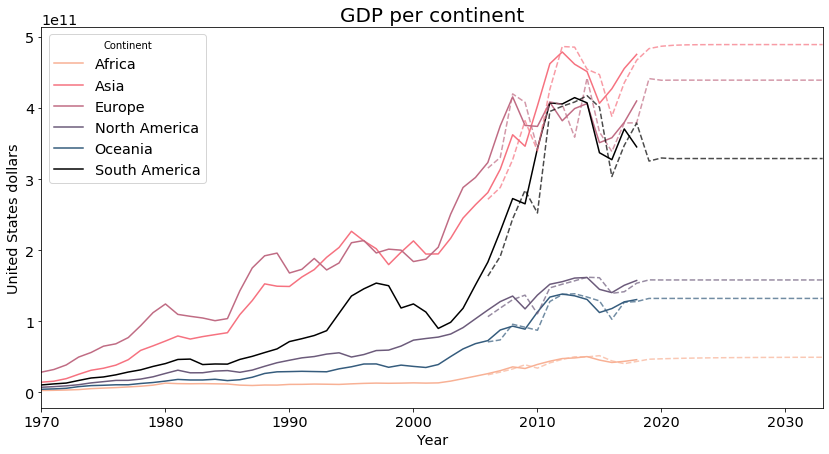 GDP per continent
1e11
5
4
3
2
1
0
United States dollars
Continent
Africa
Asia
Europe
North America
Oceania
South America
1970 1980 1990 2000 2010 2020 2030
Year